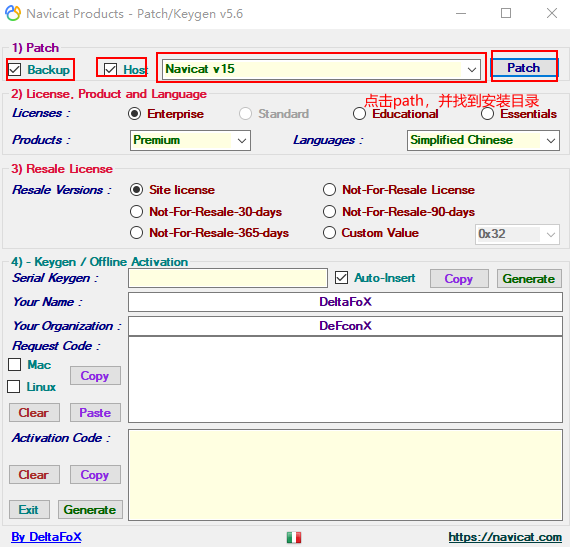 Navicat Products - Patch/Keygen v5.6
1) Patch
Backup Host Navicat v15 Patch
2) License, Product and Language
点击path，并找到安装目录
Licenses : Enterprise Standard Educational Essentials
Products : Premium Languages : Simplified Chinese
3) Resale License
Resale Versions : Site license Not-For-Resale License
Not-For-Resale-30-days Not-For-Resale-90-days
Not-For-Resale-365-days Custom Value 0x32
4) - Keygen / Offline Activation
Serial Keygen : Auto-Insert Copy Generate
Your Name : DeltaFoX
Your Organization : DeFconX
Request Code :
Mac
Copy
Linux
Clear Paste
Activation Code :
Clear Copy
Exit Generate
By DeltaFoX https://navicat.com